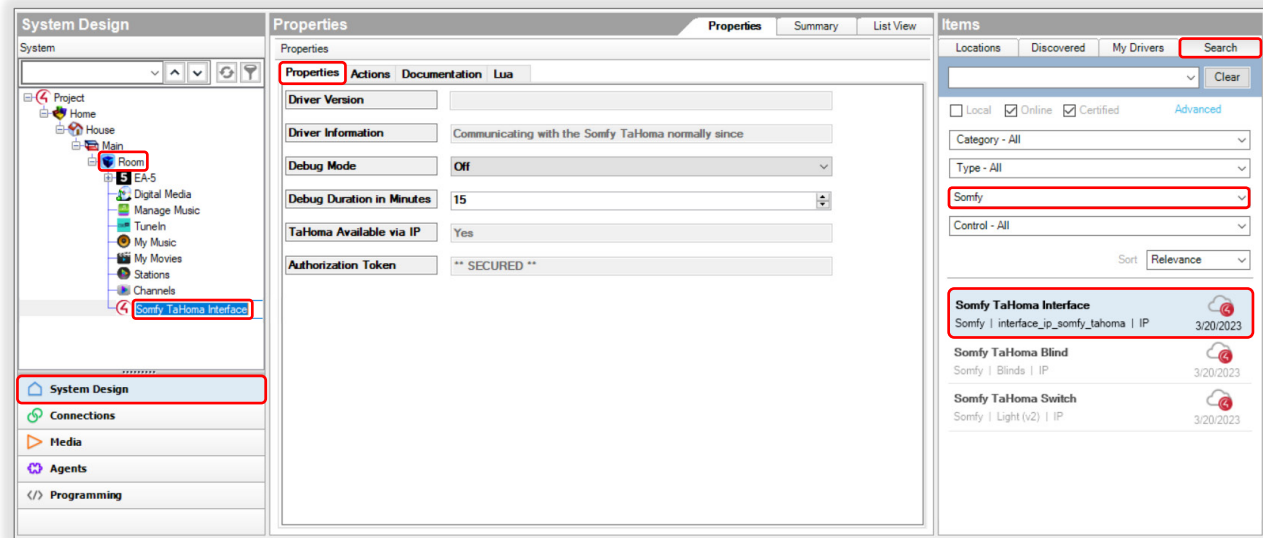 System Design
System
Project
Home
House
Main
Room
5 EA-5
Digital Media
Manage Music
TuneIn
My Music
My Movies
Stations
Channels
Somfy TaHoma Interface
System Design
Connections
Media
Agents
</> Programming
Properties
Properties Summary List View
Properties
Properties Actions Documentation Lua
Driver Version
Driver Information Communicating with the Somfy TaHoma normally since
Debug Mode Off
Debug Duration in Minutes 15
TaHoma Available via IP Yes
Authorization Token ** SECURED **
Items
Locations Discovered My Drivers Search
Clear
Local Online Certified Advanced
Category - All
Type - All
Somfy
Control - All
Sort Relevance
Somfy TaHoma Interface
Somfy | interface_ip_somfy_tahoma | IP 3/20/2023
Somfy TaHoma Blind
Somfy | Blinds | IP 3/20/2023
Somfy TaHoma Switch
Somfy | Light (v2) | IP 3/20/2023